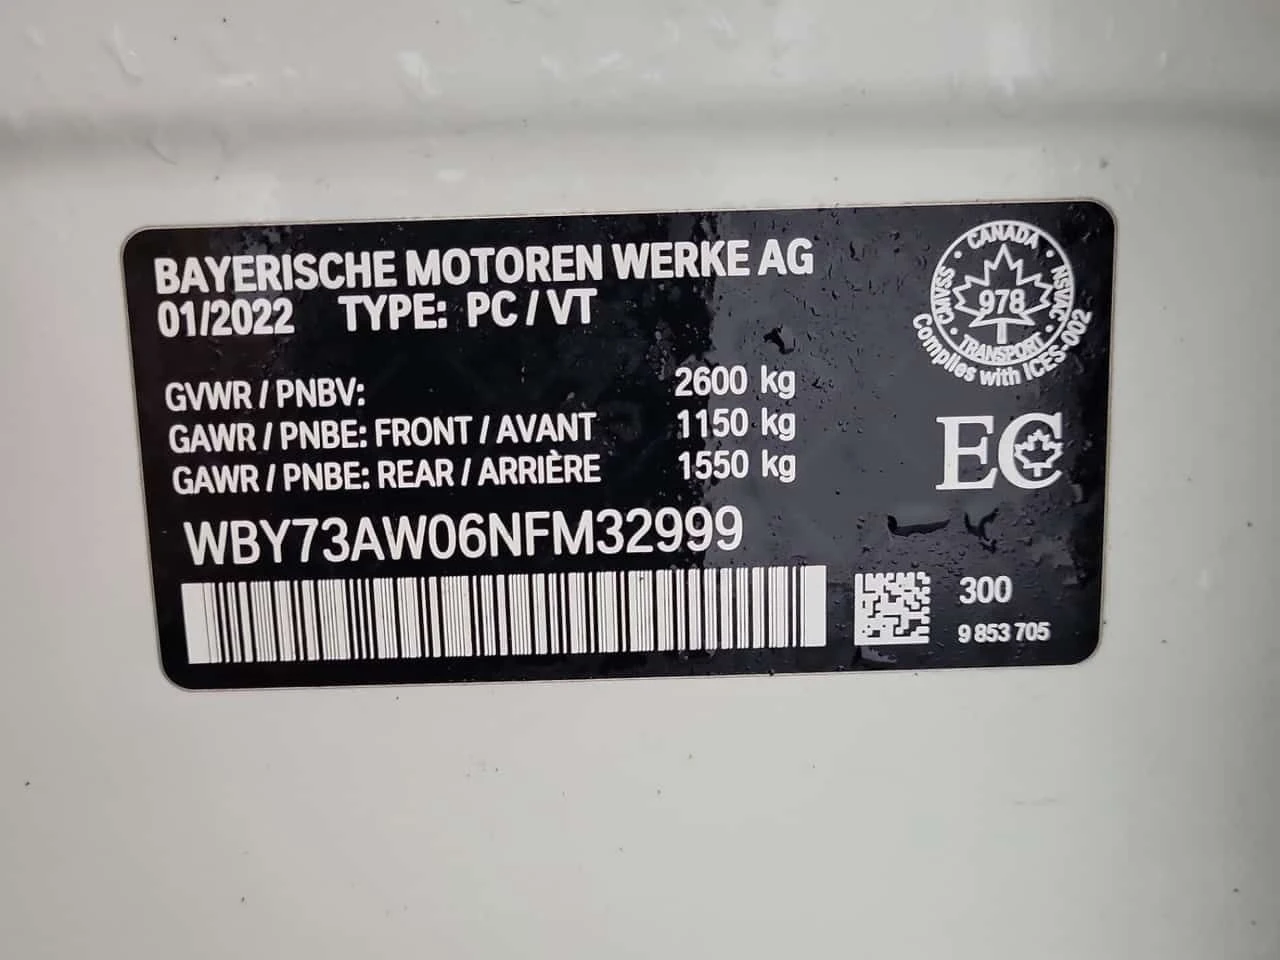 BAYERISCHE MOTOREN WERKE AG
01/2022 TYPE: PC / VT
GVWR / PNBV: 2600 kg
GAWR / PNBE: FRONT / AVANT 1150 kg
GAWR / PNBE: REAR / ARRIÈRE 1550 kg
WBY73AW06NFM32999
CANADA
CMVSS
NSVAC
978
TRANSPORT
Complies with ICES-002
EC
300
9 853 705